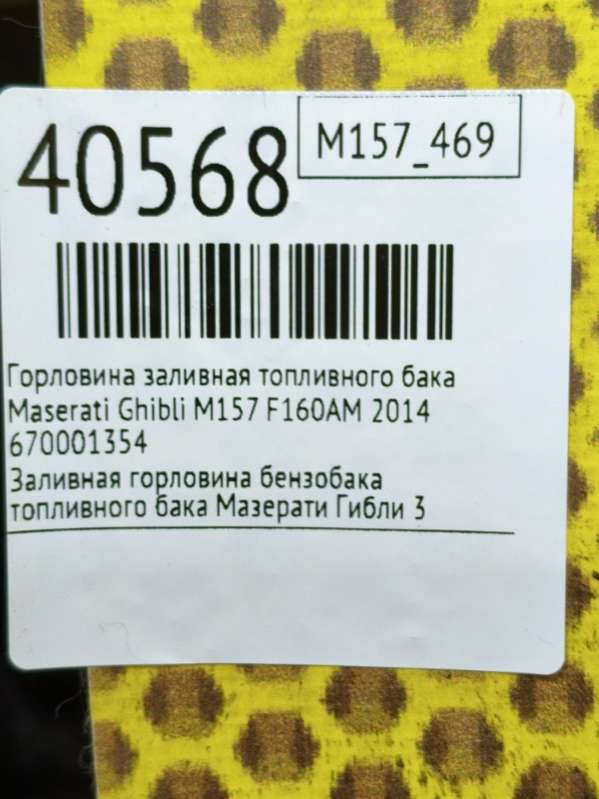 40568
M157_469
Горловина заливная топливного бака
Maserati Ghibli M157 F160AM 2014
670001354
Заливная горловина бензобака
топливного бака Мазерати Гибли 3